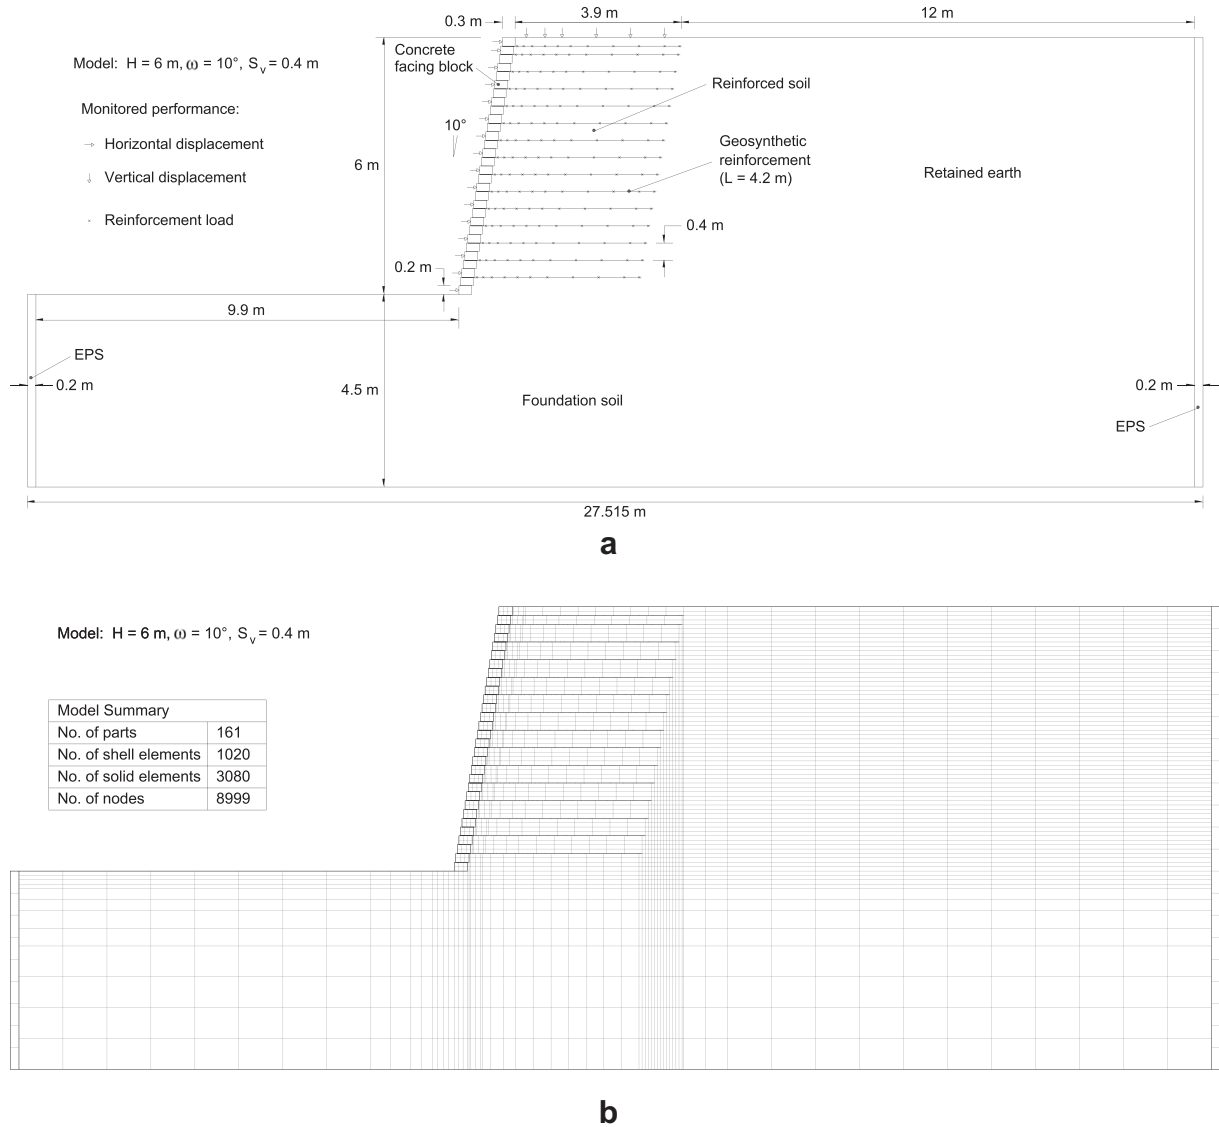 0.3 m
3.9 m
12 m
Model: H = 6 m, ω = 10°, Sv = 0.4 m
Concrete
facing block
Monitored performance:
Horizontal displacement
Vertical displacement
Reinforcement load
10°
6 m
Reinforced soil
Geosynthetic
reinforcement
(L = 4.2 m)
Retained earth
0.4 m
0.2 m
9.9 m
EPS
0.2 m
4.5 m
Foundation soil
0.2 m
EPS
27.515 m
a
Model: H = 6 m, ω = 10°, Sv = 0.4 m
Model Summary
No. of parts 161
No. of shell elements 1020
No. of solid elements 3080
No. of nodes 8999
b